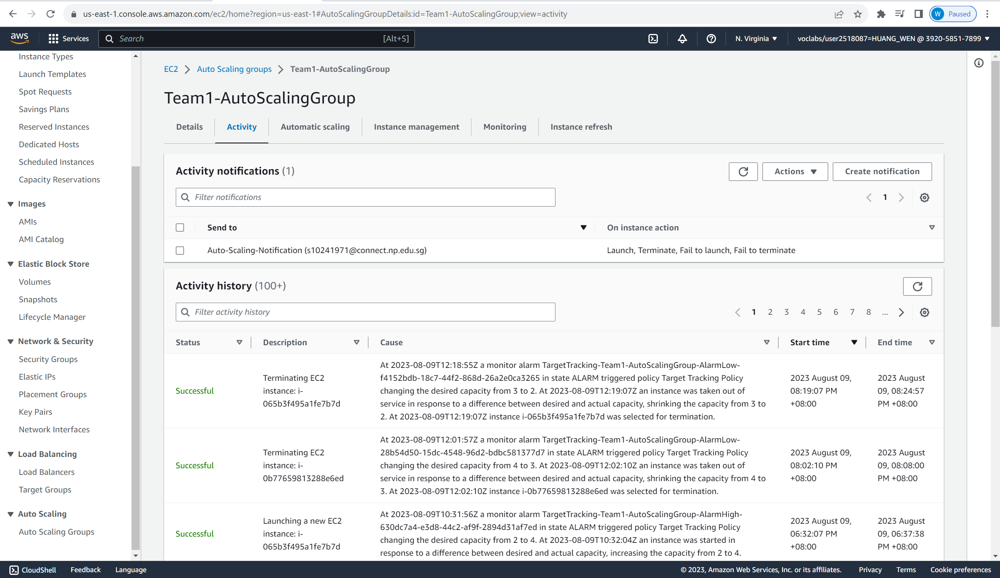 us-east-1.console.aws.amazon.com/ec2/home?region=us-east-1#AutoScalingGroupDetails:id=Team1-AutoScalingGroup;view=activity
W Paused
aws
Services
Search
[Alt+S]
N. Virginia
voclabs/user2518087=HUANG_WEN @ 3920-5851-7899
Instance Types
Launch Templates
Spot Requests
Savings Plans
Reserved Instances
Dedicated Hosts
Scheduled Instances
Capacity Reservations
Images
AMIs
AMI Catalog
Elastic Block Store
Volumes
Snapshots
Lifecycle Manager
Network & Security
Security Groups
Elastic IPs
Placement Groups
Key Pairs
Network Interfaces
Load Balancing
Load Balancers
Target Groups
Auto Scaling
Auto Scaling Groups
EC2 Auto Scaling groups Team1-AutoScalingGroup
Team1-AutoScalingGroup
Details Activity Automatic scaling Instance management Monitoring Instance refresh
Activity notifications (1)
Actions
Create notification
Filter notifications
1
Send to On instance action
Auto-Scaling-Notification (s10241971@connect.np.edu.sg) Launch, Terminate, Fail to launch, Fail to terminate
Activity history (100+)
Filter activity history
1 2 3 4 5 6 7 8 ...
Status Description Cause Start time End time
Successful
Terminating EC2
instance: i-
065b3f495a1fe7b7d
At 2023-08-09T12:18:55Z a monitor alarm TargetTracking-Team1-AutoScalingGroup-AlarmLow-
f4152bdb-18c7-44f2-868d-26a2e0ca3265 in state ALARM triggered policy Target Tracking Policy
changing the desired capacity from 3 to 2. At 2023-08-09T12:19:07Z an instance was taken out of
service in response to a difference between desired and actual capacity, shrinking the capacity from 3 to
2. At 2023-08-09T12:19:07Z instance i-065b3f495a1fe7b7d was selected for termination.
2023 August 09,
08:19:07 PM
+08:00
2023 August
09, 08:24:57
PM +08:00
Successful
Terminating EC2
instance: i-
0b77659813288e6ed
At 2023-08-09T12:01:57Z a monitor alarm TargetTracking-Team1-AutoScalingGroup-AlarmLow-
28b54d50-15dc-4548-96d2-bdbc581377d7 in state ALARM triggered policy Target Tracking Policy
changing the desired capacity from 4 to 3. At 2023-08-09T12:02:10Z an instance was taken out of
service in response to a difference between desired and actual capacity, shrinking the capacity from 4 to
3. At 2023-08-09T12:02:10Z instance i-0b77659813288e6ed was selected for termination.
2023 August 09,
08:02:10 PM
+08:00
2023 August
09, 08:08:00
PM +08:00
Successful
Launching a new EC2
instance: i-
065b3f495a1fe7b7d
At 2023-08-09T10:31:56Z a monitor alarm TargetTracking-Team1-AutoScalingGroup-AlarmHigh-
630dc7a4-e3d8-44c2-af9f-2894d31af7ed in state ALARM triggered policy Target Tracking Policy
changing the desired capacity from 2 to 4. At 2023-08-09T10:32:04Z an instance was started in
response to a difference between desired and actual capacity, increasing the capacity from 2 to 4.
2023 August 09,
06:32:07 PM
+08:00
2023 August
09, 06:37:38
PM +08:00
CloudShell Feedback Language
© 2023, Amazon Web Services, Inc. or its affiliates. Privacy Terms Cookie preferences